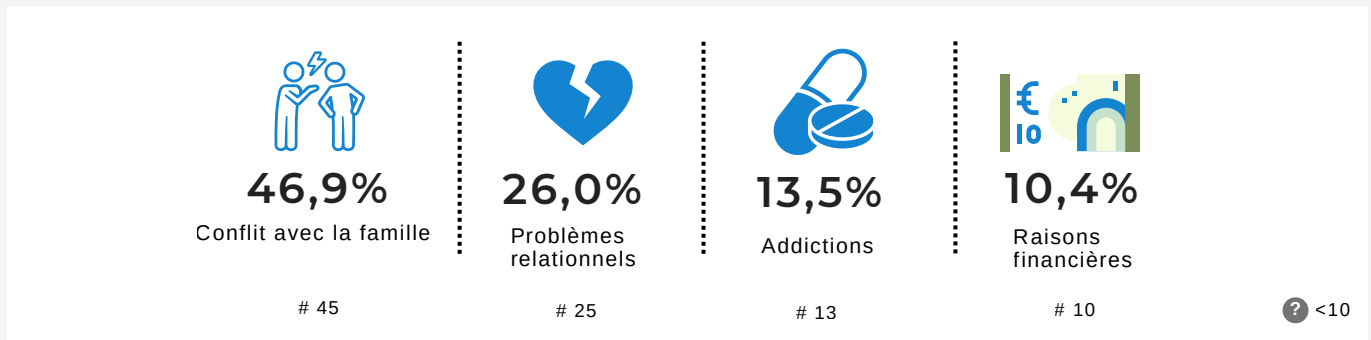 €
10
46,9%
Conflit avec la famille
# 45
26,0%
Problèmes
relationnels
# 25
13,5%
Addictions
# 13
10,4%
Raisons
financières
# 10
? <10